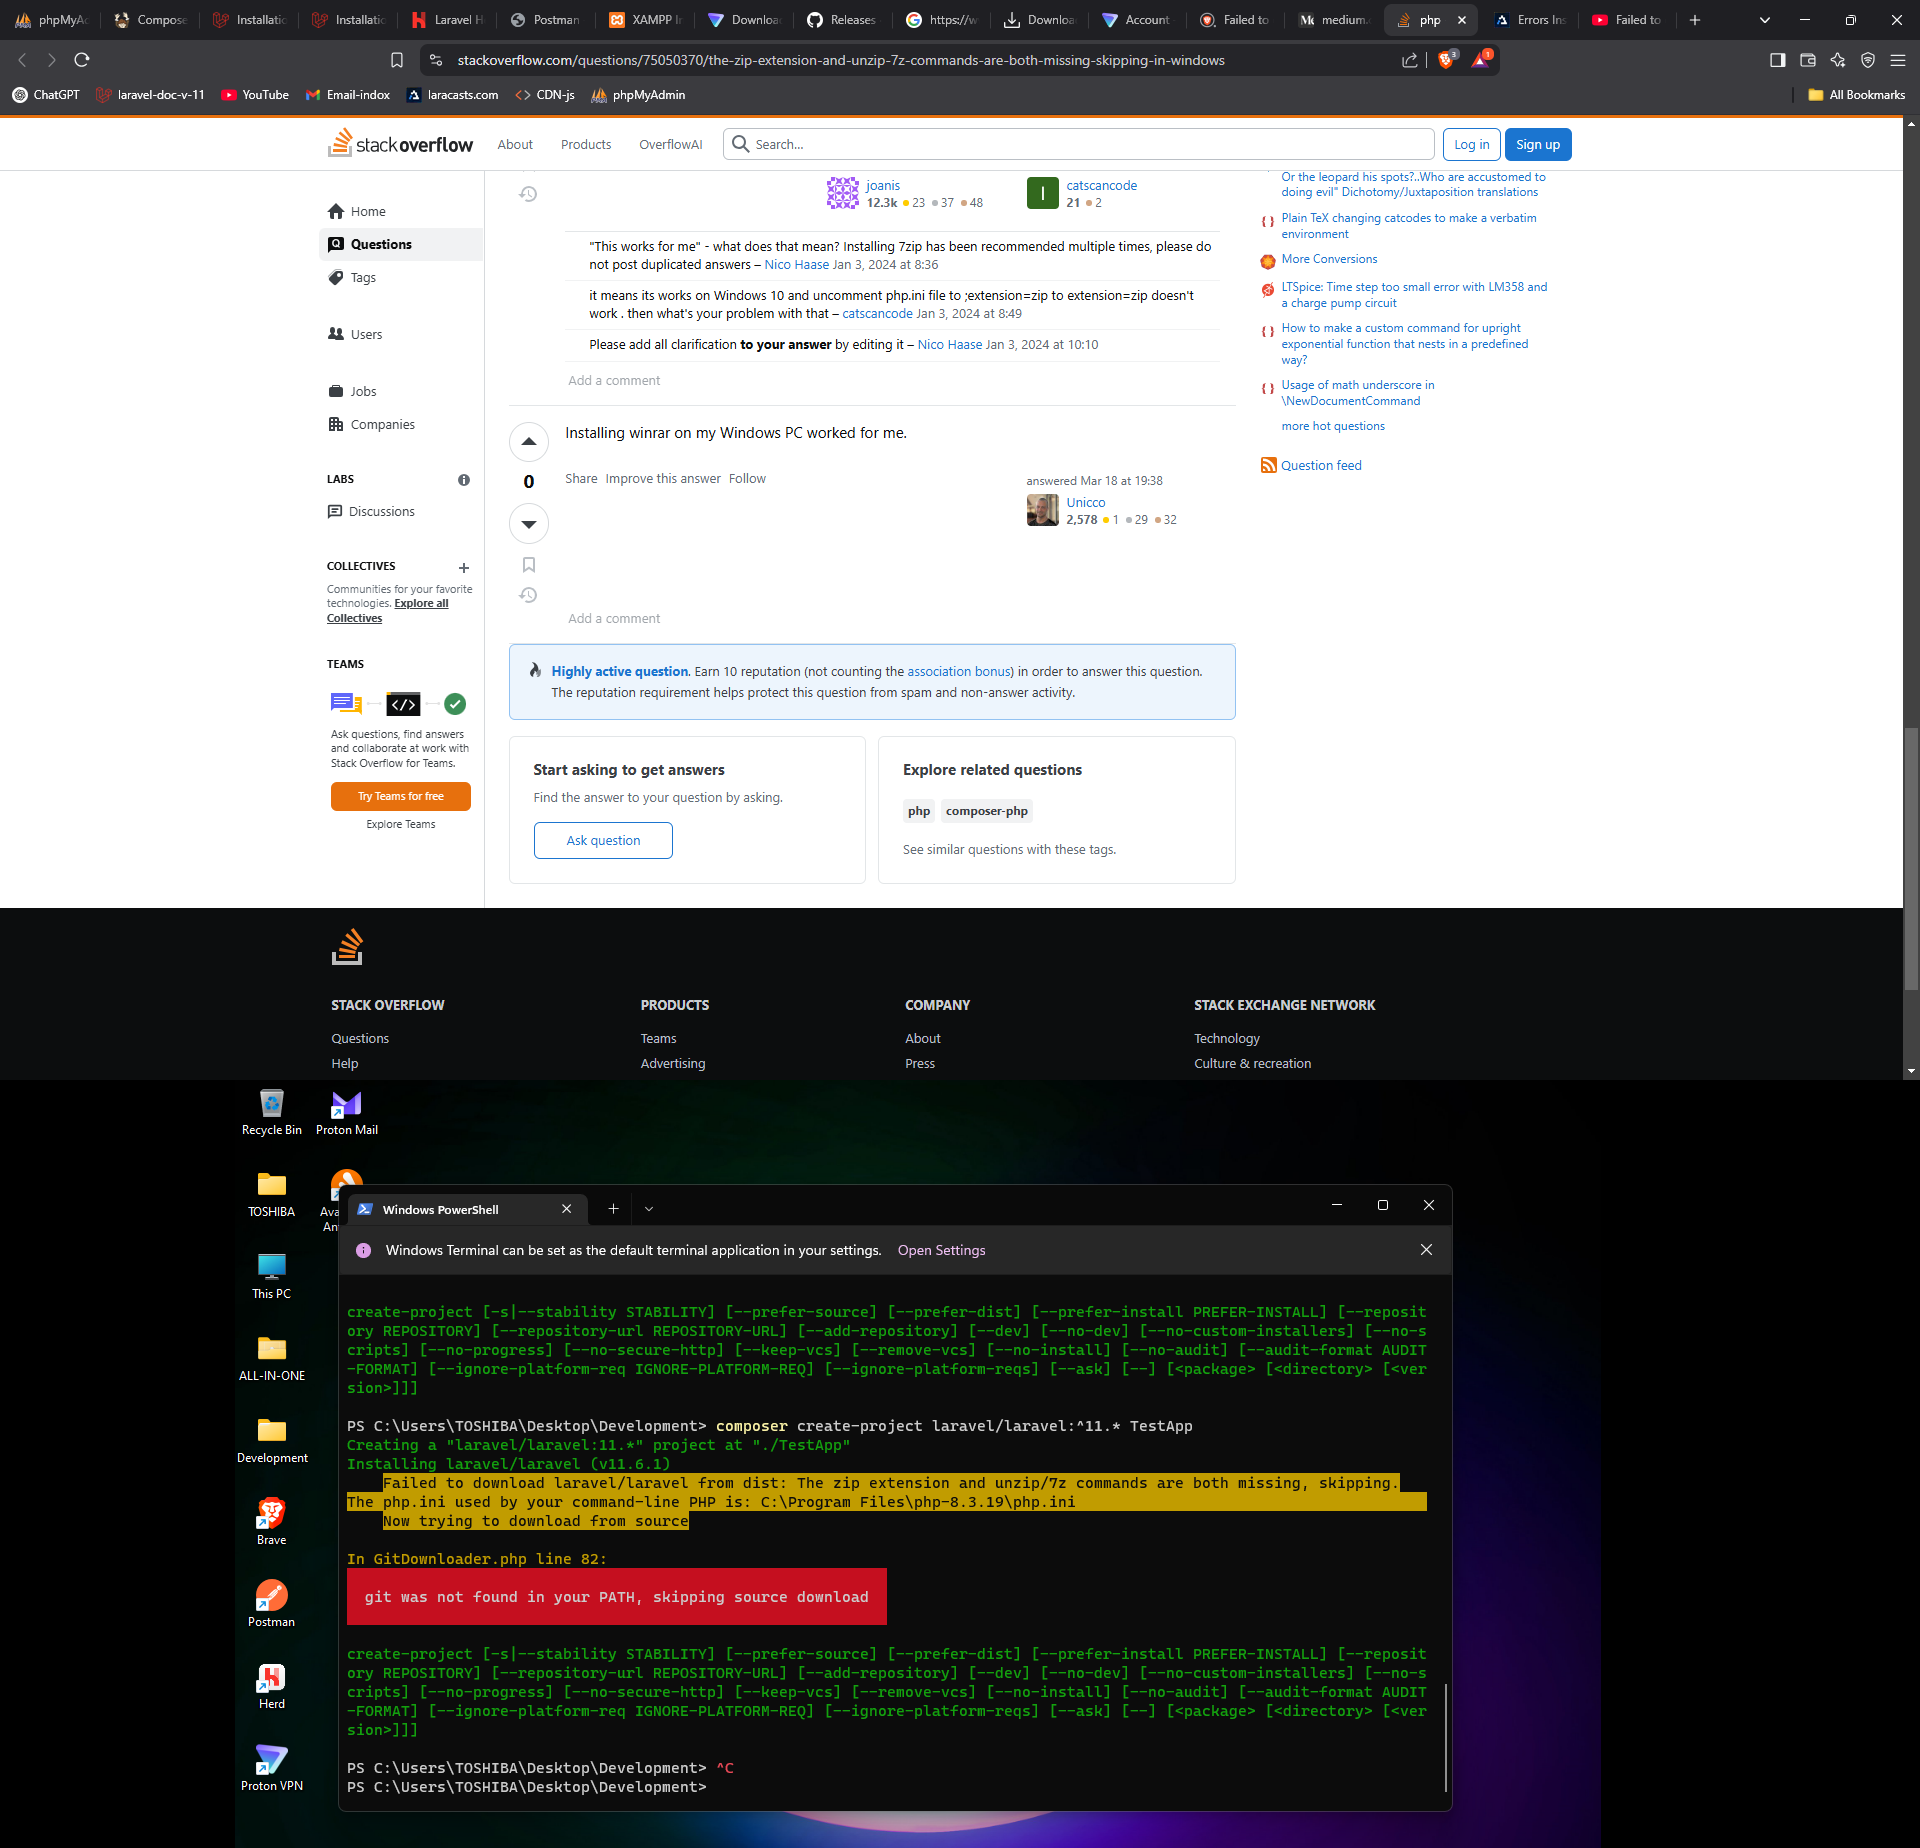 phpMyA
Compose
Installatio
Installatio
Laravel H
Postman
XAMPP In
Downloa
Releases
https://w
Downloa
Account
Failed to
medium.
php
Errors Ins
Failed to
stackoverflow.com/questions/75050370/the-zip-extension-and-unzip-7z-commands-are-both-missing-skipping-in-windows
3
1
ChatGPT
laravel-doc-v-11
YouTube
Email-indox
laracasts.com
CDN-js
phpMyAdmin
All Bookmarks
stackoverflow
About
Products
OverflowAI
Search...
Log in
Sign up
Home
Questions
Tags
Users
Jobs
Companies
LABS
Discussions
COLLECTIVES
Communities for your favorite
technologies. Explore all
Collectives
TEAMS
Ask questions, find answers
and collaborate at work with
Stack Overflow for Teams.
Try Teams for free
Explore Teams
joanis
12.3k 23 37 48
catscancode
21 2
"This works for me" - what does that mean? Installing 7zip has been recommended multiple times, please do
not post duplicated answers – Nico Haase Jan 3, 2024 at 8:36
it means its works on Windows 10 and uncomment php.ini file to ;extension=zip to extension=zip doesn't
work . then what's your problem with that – catscancode Jan 3, 2024 at 8:49
Please add all clarification to your answer by editing it – Nico Haase Jan 3, 2024 at 10:10
Add a comment
0
Installing winrar on my Windows PC worked for me.
Share Improve this answer Follow
answered Mar 18 at 19:38
Unicco
2,578 1 29 32
Add a comment
Highly active question. Earn 10 reputation (not counting the association bonus) in order to answer this question.
The reputation requirement helps protect this question from spam and non-answer activity.
Start asking to get answers
Find the answer to your question by asking.
Ask question
Explore related questions
php composer-php
See similar questions with these tags.
Or the leopard his spots?..Who are accustomed to
doing evil" Dichotomy/Juxtaposition translations
Plain TeX changing catcodes to make a verbatim
environment
More Conversions
LTSpice: Time step too small error with LM358 and
a charge pump circuit
How to make a custom command for upright
exponential function that nests in a predefined
way?
Usage of math underscore in
\NewDocumentCommand
more hot questions
Question feed
STACK OVERFLOW
Questions
Help
PRODUCTS
Teams
Advertising
COMPANY
About
Press
STACK EXCHANGE NETWORK
Technology
Culture & recreation
Recycle Bin
Proton Mail
TOSHIBA
Ava
An
This PC
ALL-IN-ONE
Development
Brave
Postman
Herd
Proton VPN
Windows PowerShell
Windows Terminal can be set as the default terminal application in your settings. Open Settings
create-project [-s|--stability STABILITY] [--prefer-source] [--prefer-dist] [--prefer-install PREFER-INSTALL] [--reposit
ory REPOSITORY] [--repository-url REPOSITORY-URL] [--add-repository] [--dev] [--no-dev] [--no-custom-installers] [--no-s
cripts] [--no-progress] [--no-secure-http] [--keep-vcs] [--remove-vcs] [--no-install] [--no-audit] [--audit-format AUDIT
-FORMAT] [--ignore-platform-req IGNORE-PLATFORM-REQ] [--ignore-platform-reqs] [--ask] [--] [<package> [<directory> [<ver
sion>]]]
PS C:\Users\TOSHIBA\Desktop\Development> composer create-project laravel/laravel:^11.* TestApp
Creating a "laravel/laravel:11.*" project at "./TestApp"
Installing laravel/laravel (v11.6.1)
Failed to download laravel/laravel from dist: The zip extension and unzip/7z commands are both missing, skipping.
The php.ini used by your command-line PHP is: C:\Program Files\php-8.3.19\php.ini
Now trying to download from source
In GitDownloader.php line 82:
git was not found in your PATH, skipping source download
create-project [-s|--stability STABILITY] [--prefer-source] [--prefer-dist] [--prefer-install PREFER-INSTALL] [--reposit
ory REPOSITORY] [--repository-url REPOSITORY-URL] [--add-repository] [--dev] [--no-dev] [--no-custom-installers] [--no-s
cripts] [--no-progress] [--no-secure-http] [--keep-vcs] [--remove-vcs] [--no-install] [--no-audit] [--audit-format AUDIT
-FORMAT] [--ignore-platform-req IGNORE-PLATFORM-REQ] [--ignore-platform-reqs] [--ask] [--] [<package> [<directory> [<ver
sion>]]]
PS C:\Users\TOSHIBA\Desktop\Development> ^C
PS C:\Users\TOSHIBA\Desktop\Development>